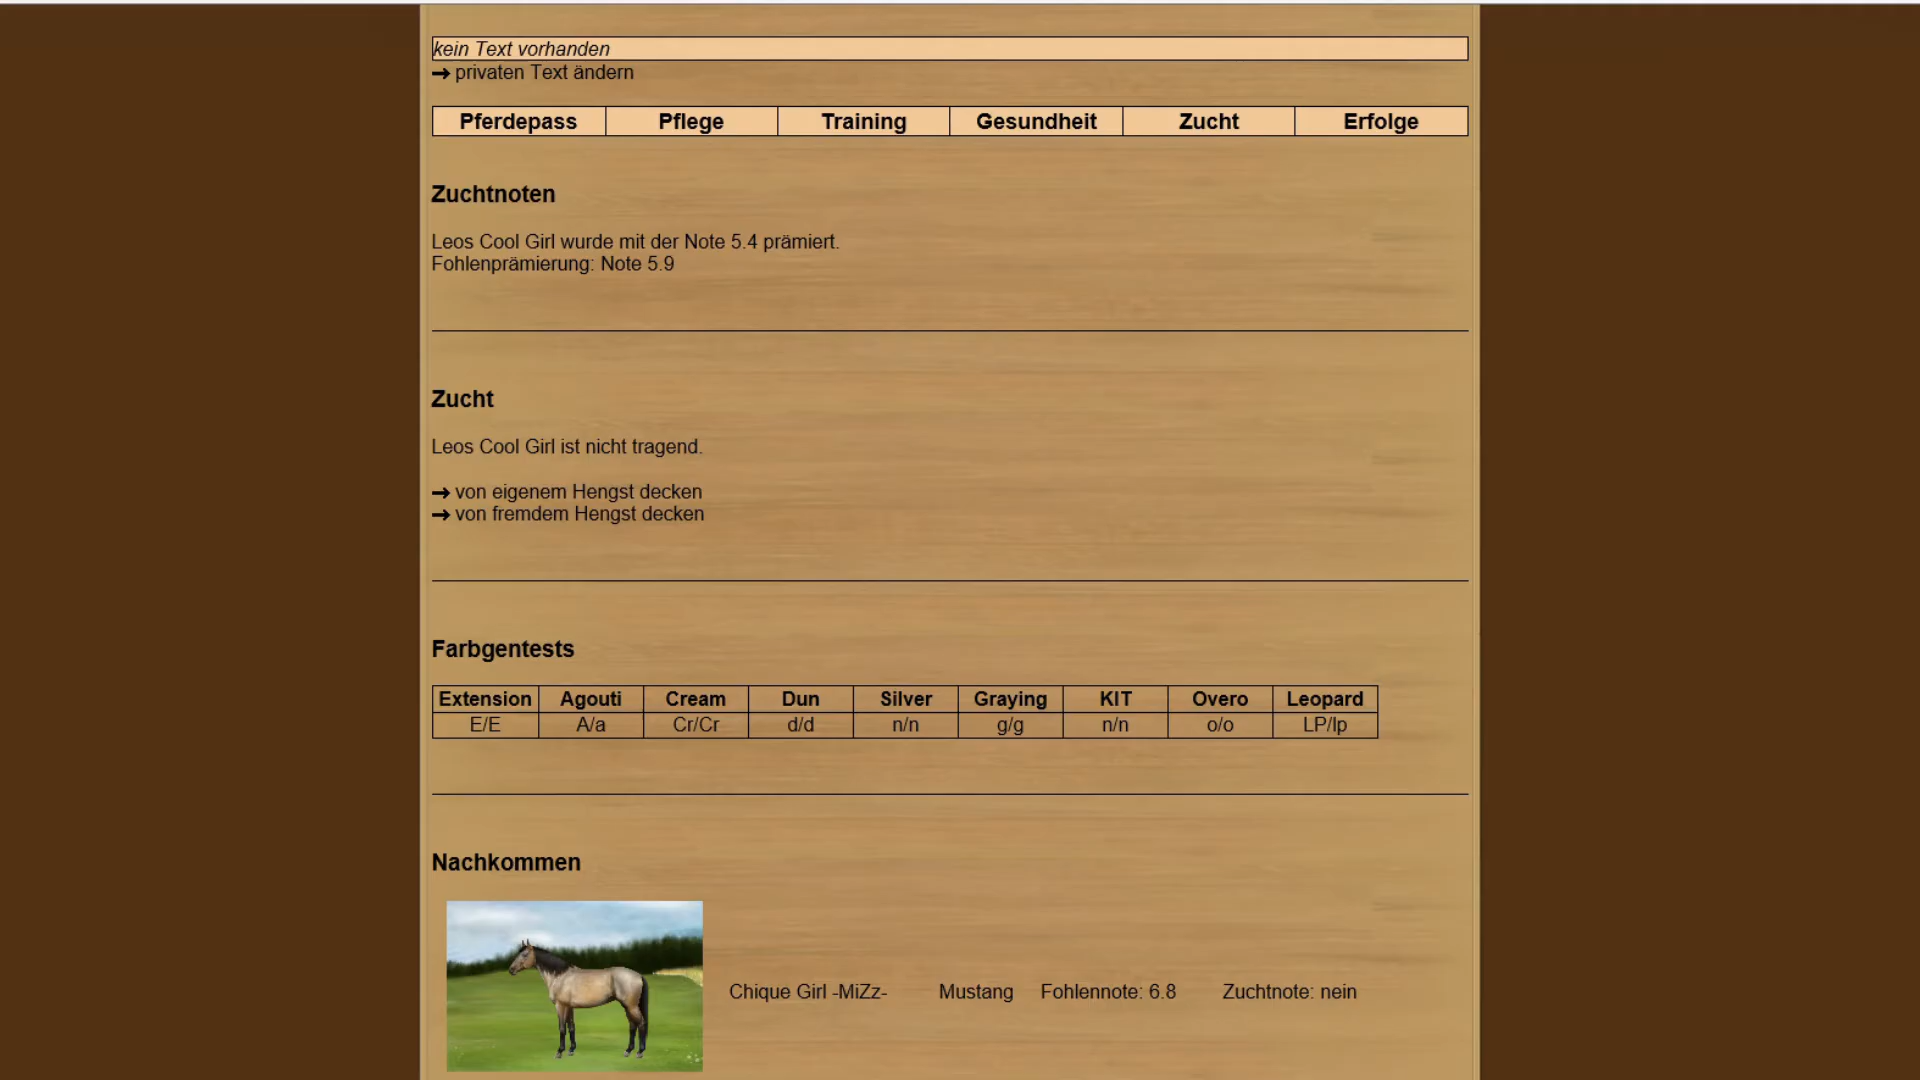 kein Text vorhanden
➞ privaten Text ändern
Pferdepass Pflege Training Gesundheit Zucht Erfolge
Zuchtnoten
Leos Cool Girl wurde mit der Note 5.4 prämiert.
Fohlenprämierung: Note 5.9
Zucht
Leos Cool Girl ist nicht tragend.
➞ von eigenem Hengst decken
➞ von fremdem Hengst decken
Farbgentests
Extension Agouti Cream Dun Silver Graying KIT Overo Leopard
E/E A/a Cr/Cr d/d n/n g/g n/n o/o LP/lp
Nachkommen
Chique Girl -MiZz- Mustang Fohlennote: 6.8 Zuchtnote: nein